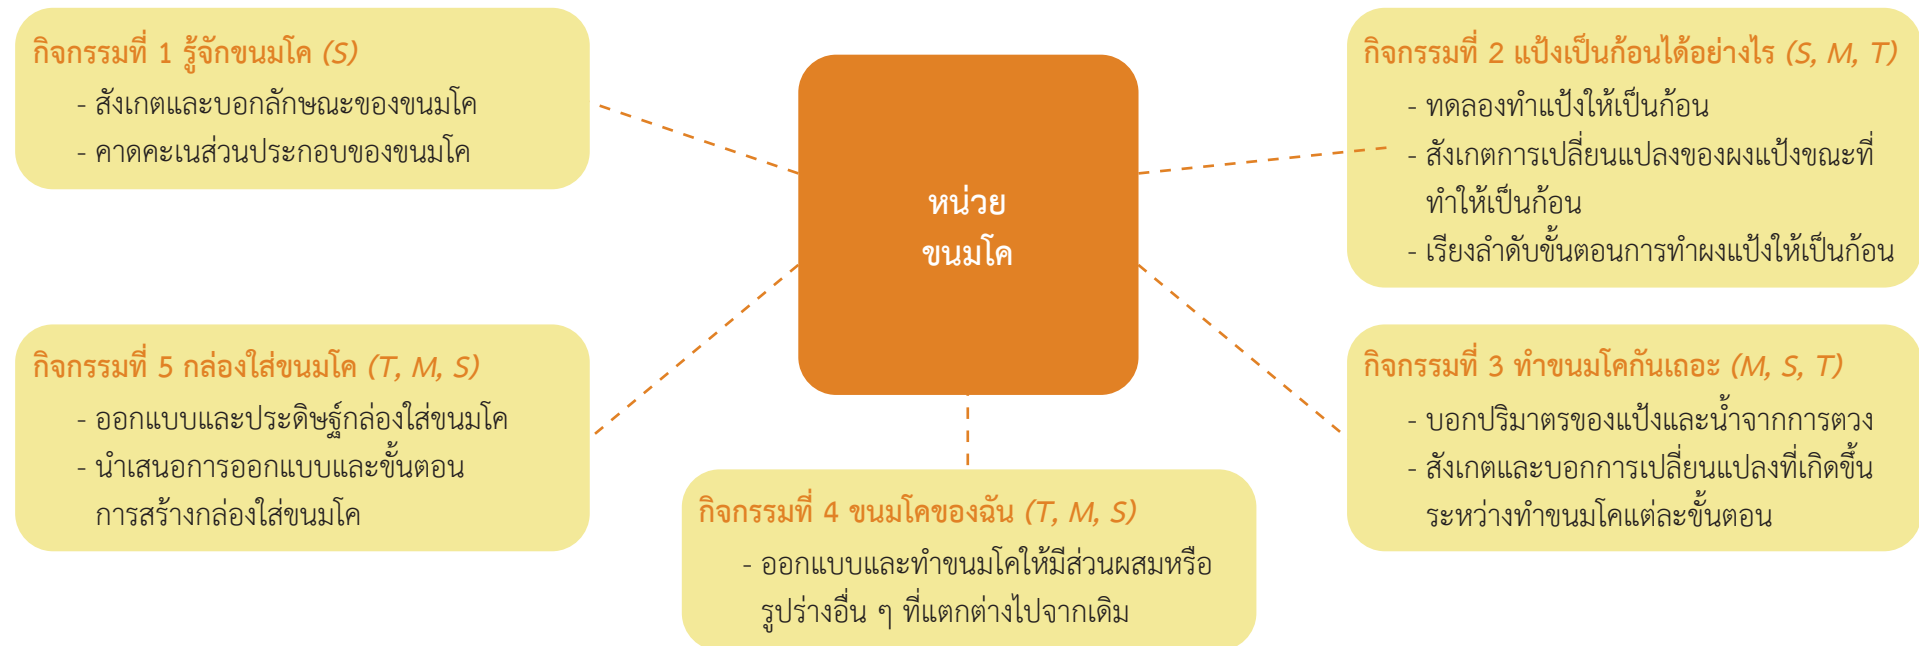 กิจกรรมที่ 1 รู้จักขนมโค (S)
- สังเกตและบอกลักษณะของขนมโค
- คาดคะเนส่วนประกอบของขนมโค
หน่วย
ขนมโค
กิจกรรมที่ 2 แป้งเป็นก้อนได้อย่างไร (S, M, T)
- ทดลองทำแป้งให้เป็นก้อน
- สังเกตการเปลี่ยนแปลงของผงแป้งขณะที่
ทำให้เป็นก้อน
- เรียงลำดับขั้นตอนการทำผงแป้งให้เป็นก้อน
กิจกรรมที่ 3 ทำขนมโคกันเถอะ (M, S, T)
- บอกปริมาตรของแป้งและน้ำจากการตวง
- สังเกตและบอกการเปลี่ยนแปลงที่เกิดขึ้น
ระหว่างทำขนมโคแต่ละขั้นตอน
กิจกรรมที่ 4 ขนมโคของฉัน (T, M, S)
- ออกแบบและทำขนมโคให้มีส่วนผสมหรือ
รูปร่างอื่น ๆ ที่แตกต่างไปจากเดิม
กิจกรรมที่ 5 กล่องใส่ขนมโค (T, M, S)
- ออกแบบและประดิษฐ์กล่องใส่ขนมโค
- นำเสนอการออกแบบและขั้นตอน
การสร้างกล่องใส่ขนมโค